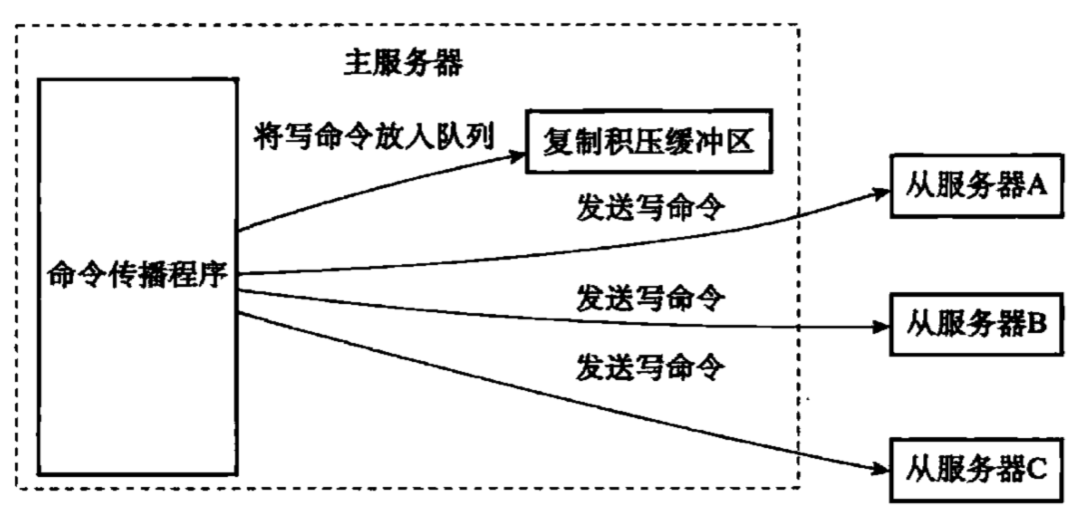 主服务器
将写命令放入队列
复制积压缓冲区
发送写命令
从服务器A
命令传播程序
发送写命令
从服务器B
发送写命令
从服务器C